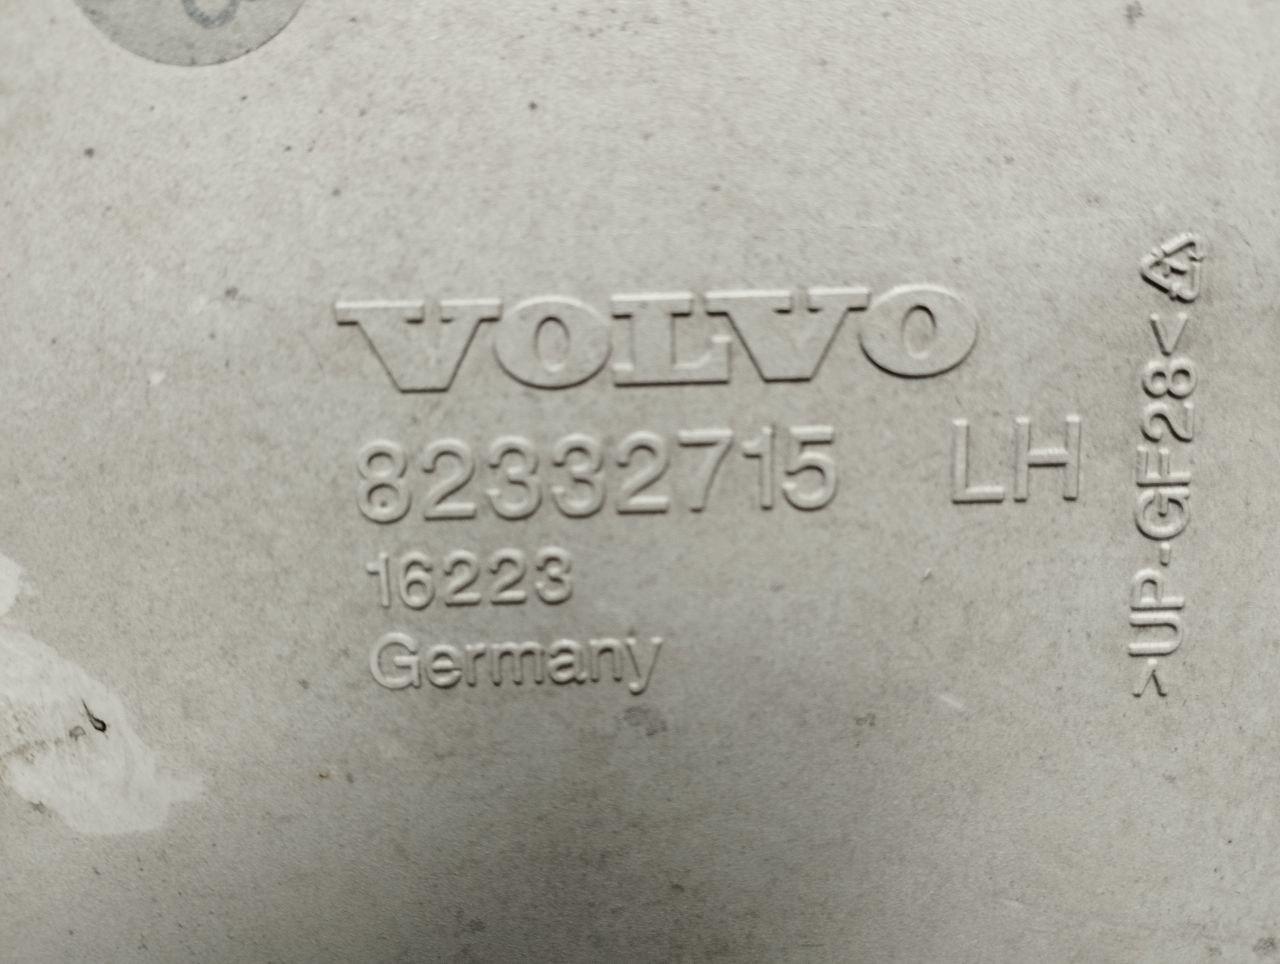 VOLVO
82332715 LH
16223
Germany
>UP-GF28<